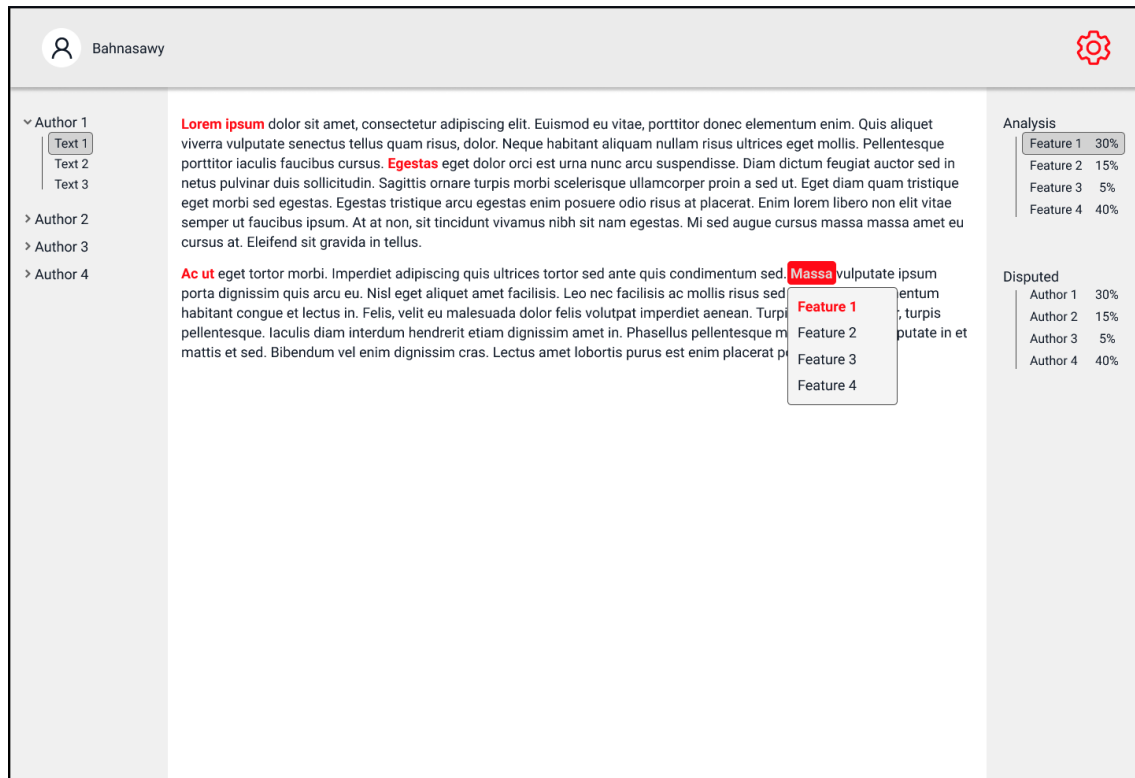 Bahnasawy
Author 1
Text 1
Text 2
Text 3
Author 2
Author 3
Author 4
Lorem ipsum dolor sit amet, consectetur adipiscing elit. Euismod eu vitae, porttitor donec elementum enim. Quis aliquet
viverra vulputate senectus tellus quam risus, dolor. Neque habitant aliquam nullam risus ultrices eget mollis. Pellentesque
porttitor iaculis faucibus cursus. Egestas eget dolor orci est urna nunc arcu suspendisse. Diam dictum feugiat auctor sed in
netus pulvinar duis sollicitudin. Sagittis ornare turpis morbi scelerisque ullamcorper proin a sed ut. Eget diam quam tristique
eget morbi sed egestas. Egestas tristique arcu egestas enim posuere odio risus at placerat. Enim lorem libero non elit vitae
semper ut faucibus ipsum. At at non, sit tincidunt vivamus nibh sit nam egestas. Mi sed augue cursus massa massa amet eu
cursus at. Eleifend sit gravida in tellus.
Ac ut eget tortor morbi. Imperdiet adipiscing quis ultrices tortor sed ante quis condimentum sed. Massa vulputate ipsum
porta dignissim quis arcu eu. Nisl eget aliquet amet facilisis. Leo nec facilisis ac mollis risus sed entum
habitant congue et lectus in. Felis, velit eu malesuada dolor felis volutpat imperdiet aenean. Turpi , turpis
pellentesque. Iaculis diam interdum hendrerit etiam dignissim amet in. Phasellus pellentesque m putate in et
mattis et sed. Bibendum vel enim dignissim cras. Lectus amet lobortis purus est enim placerat p
Feature 1
Feature 2
Feature 3
Feature 4
Analysis
Feature 1 30%
Feature 2 15%
Feature 3 5%
Feature 4 40%
Disputed
Author 1 30%
Author 2 15%
Author 3 5%
Author 4 40%